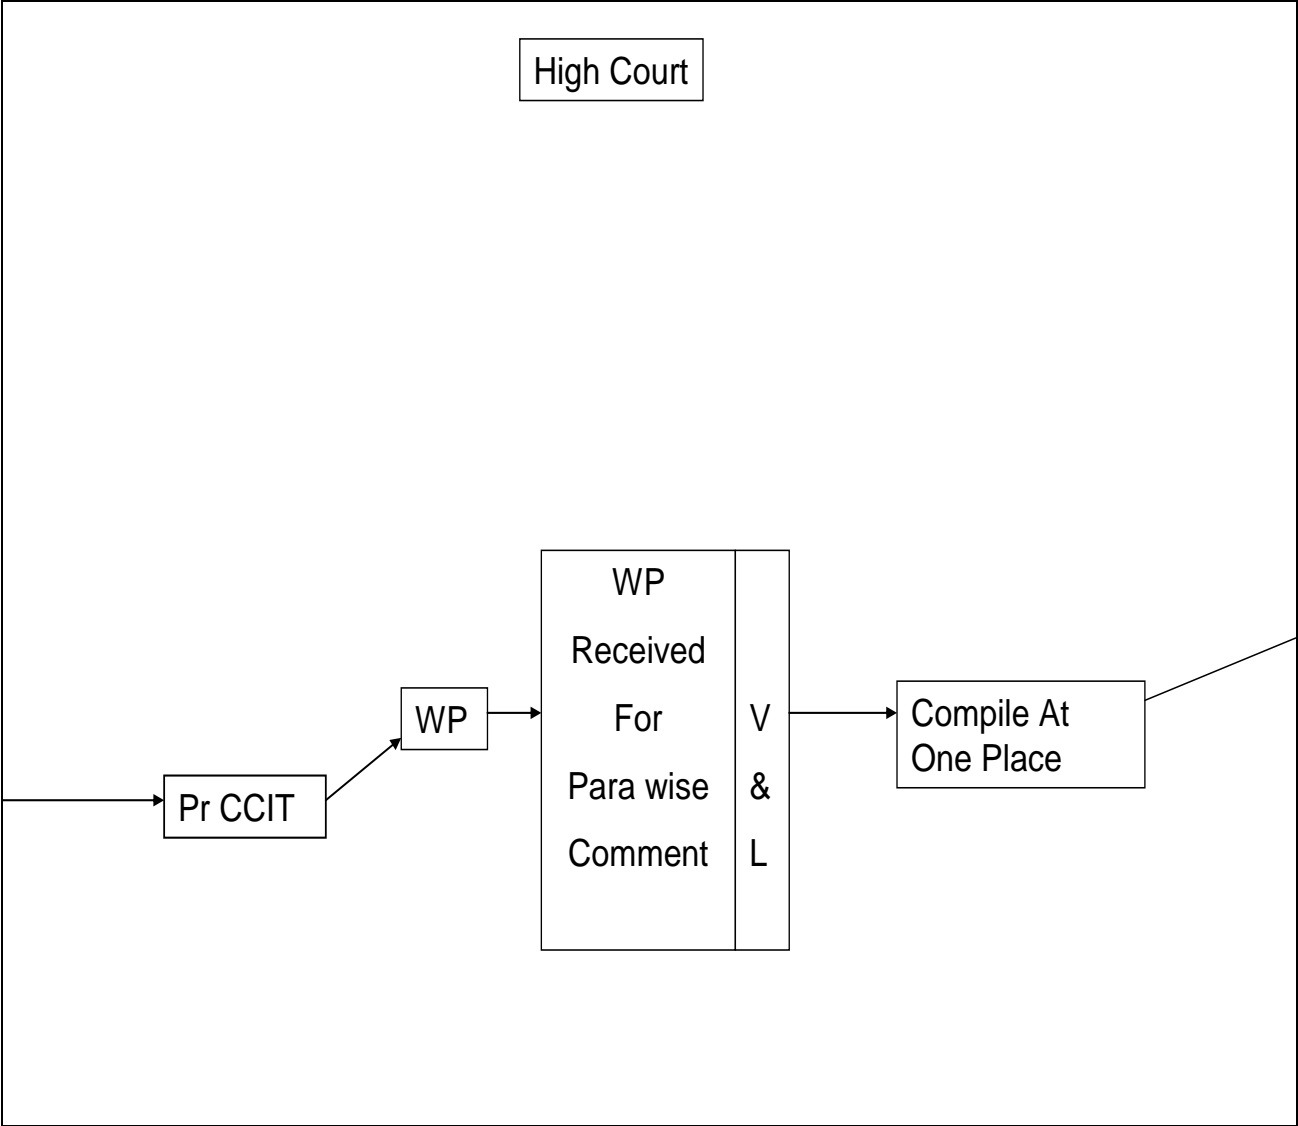 High Court
WP
Received
For
Para wise
Comment
V
&
L
WP
Compile At
One Place
Pr CCIT